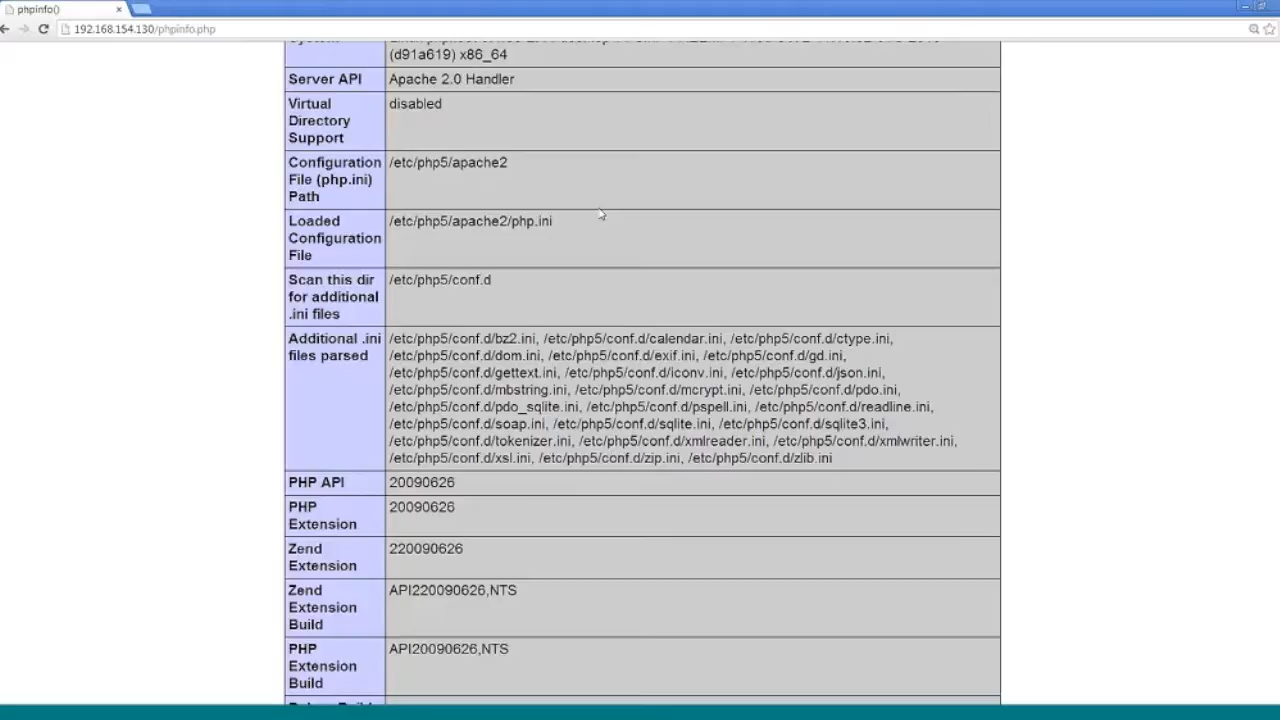 phpinfo()
192.168.154.130/phpinfo.php
System
(d91a619) x86_64
Server API
Apache 2.0 Handler
Virtual
Directory
Support
disabled
Configuration
File (php.ini)
Path
/etc/php5/apache2
Loaded
Configuration
File
/etc/php5/apache2/php.ini
Scan this dir
for additional
.ini files
/etc/php5/conf.d
Additional .ini
files parsed
/etc/php5/conf.d/bz2.ini, /etc/php5/conf.d/calendar.ini, /etc/php5/conf.d/ctype.ini,
/etc/php5/conf.d/dom.ini, /etc/php5/conf.d/exif.ini, /etc/php5/conf.d/gd.ini,
/etc/php5/conf.d/gettext.ini, /etc/php5/conf.d/iconv.ini, /etc/php5/conf.d/json.ini,
/etc/php5/conf.d/mbstring.ini, /etc/php5/conf.d/mcrypt.ini, /etc/php5/conf.d/pdo.ini,
/etc/php5/conf.d/pdo_sqlite.ini, /etc/php5/conf.d/pspell.ini, /etc/php5/conf.d/readline.ini,
/etc/php5/conf.d/soap.ini, /etc/php5/conf.d/sqlite.ini, /etc/php5/conf.d/sqlite3.ini,
/etc/php5/conf.d/tokenizer.ini, /etc/php5/conf.d/xmlreader.ini, /etc/php5/conf.d/xmlwriter.ini,
/etc/php5/conf.d/xsl.ini, /etc/php5/conf.d/zip.ini, /etc/php5/conf.d/zlib.ini
PHP API
20090626
PHP
Extension
20090626
Zend
Extension
220090626
Zend
Extension
Build
API220090626,NTS
PHP
Extension
Build
API20090626,NTS